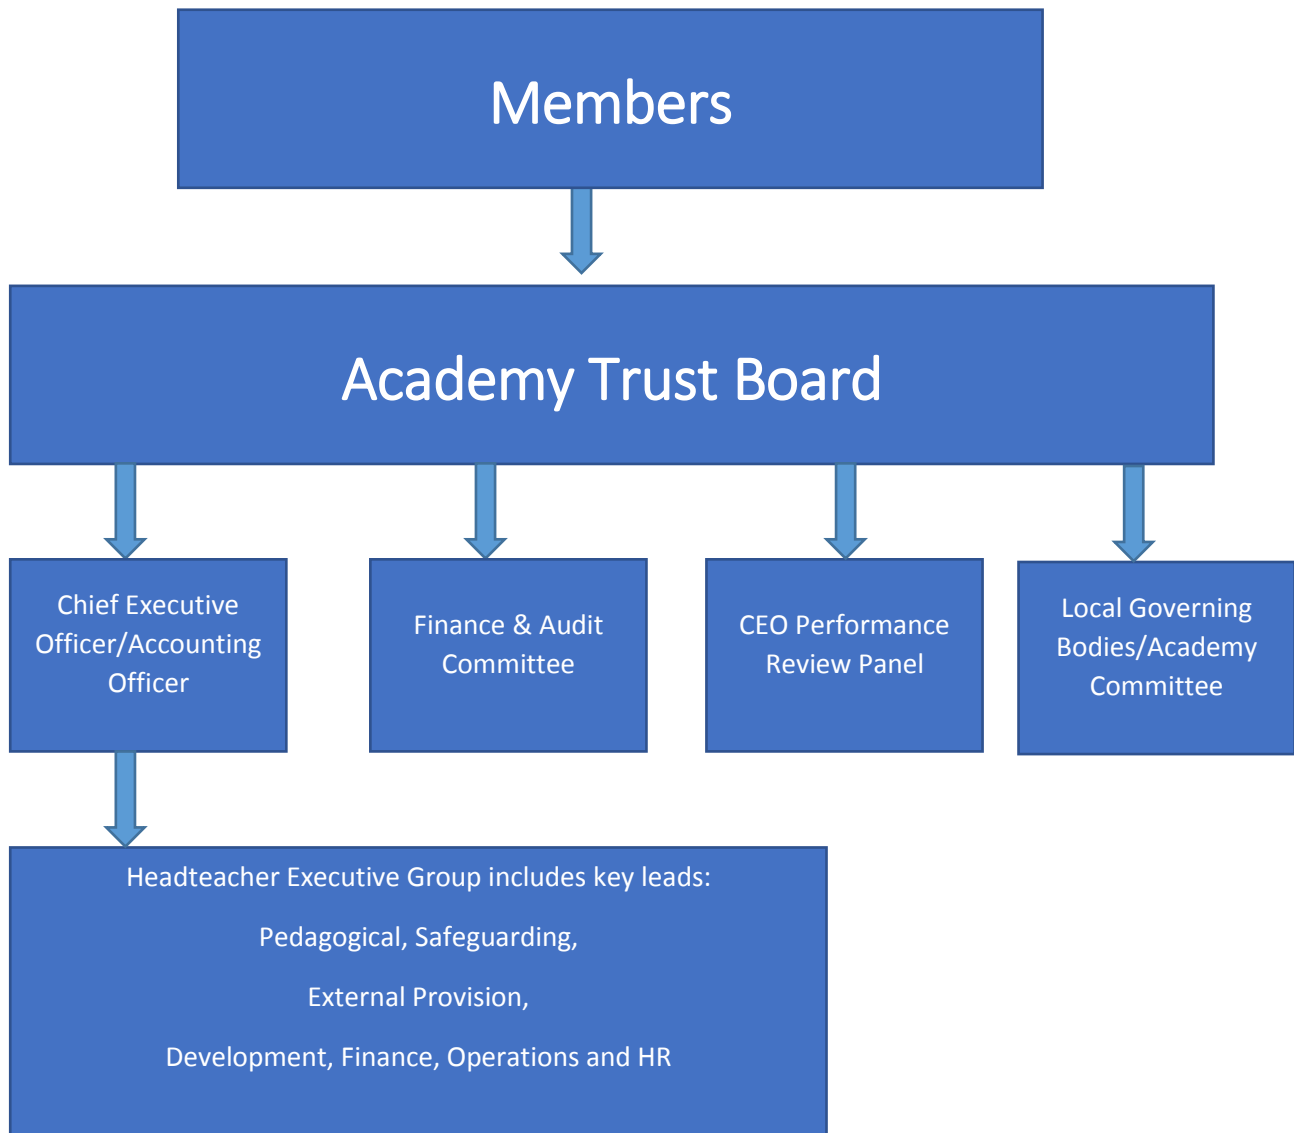 Members
Academy Trust Board
Chief Executive
Officer/Accounting
Officer
Finance & Audit
Committee
CEO Performance
Review Panel
Local Governing
Bodies/Academy
Committee
Headteacher Executive Group includes key leads:
Pedagogical, Safeguarding,
External Provision,
Development, Finance, Operations and HR